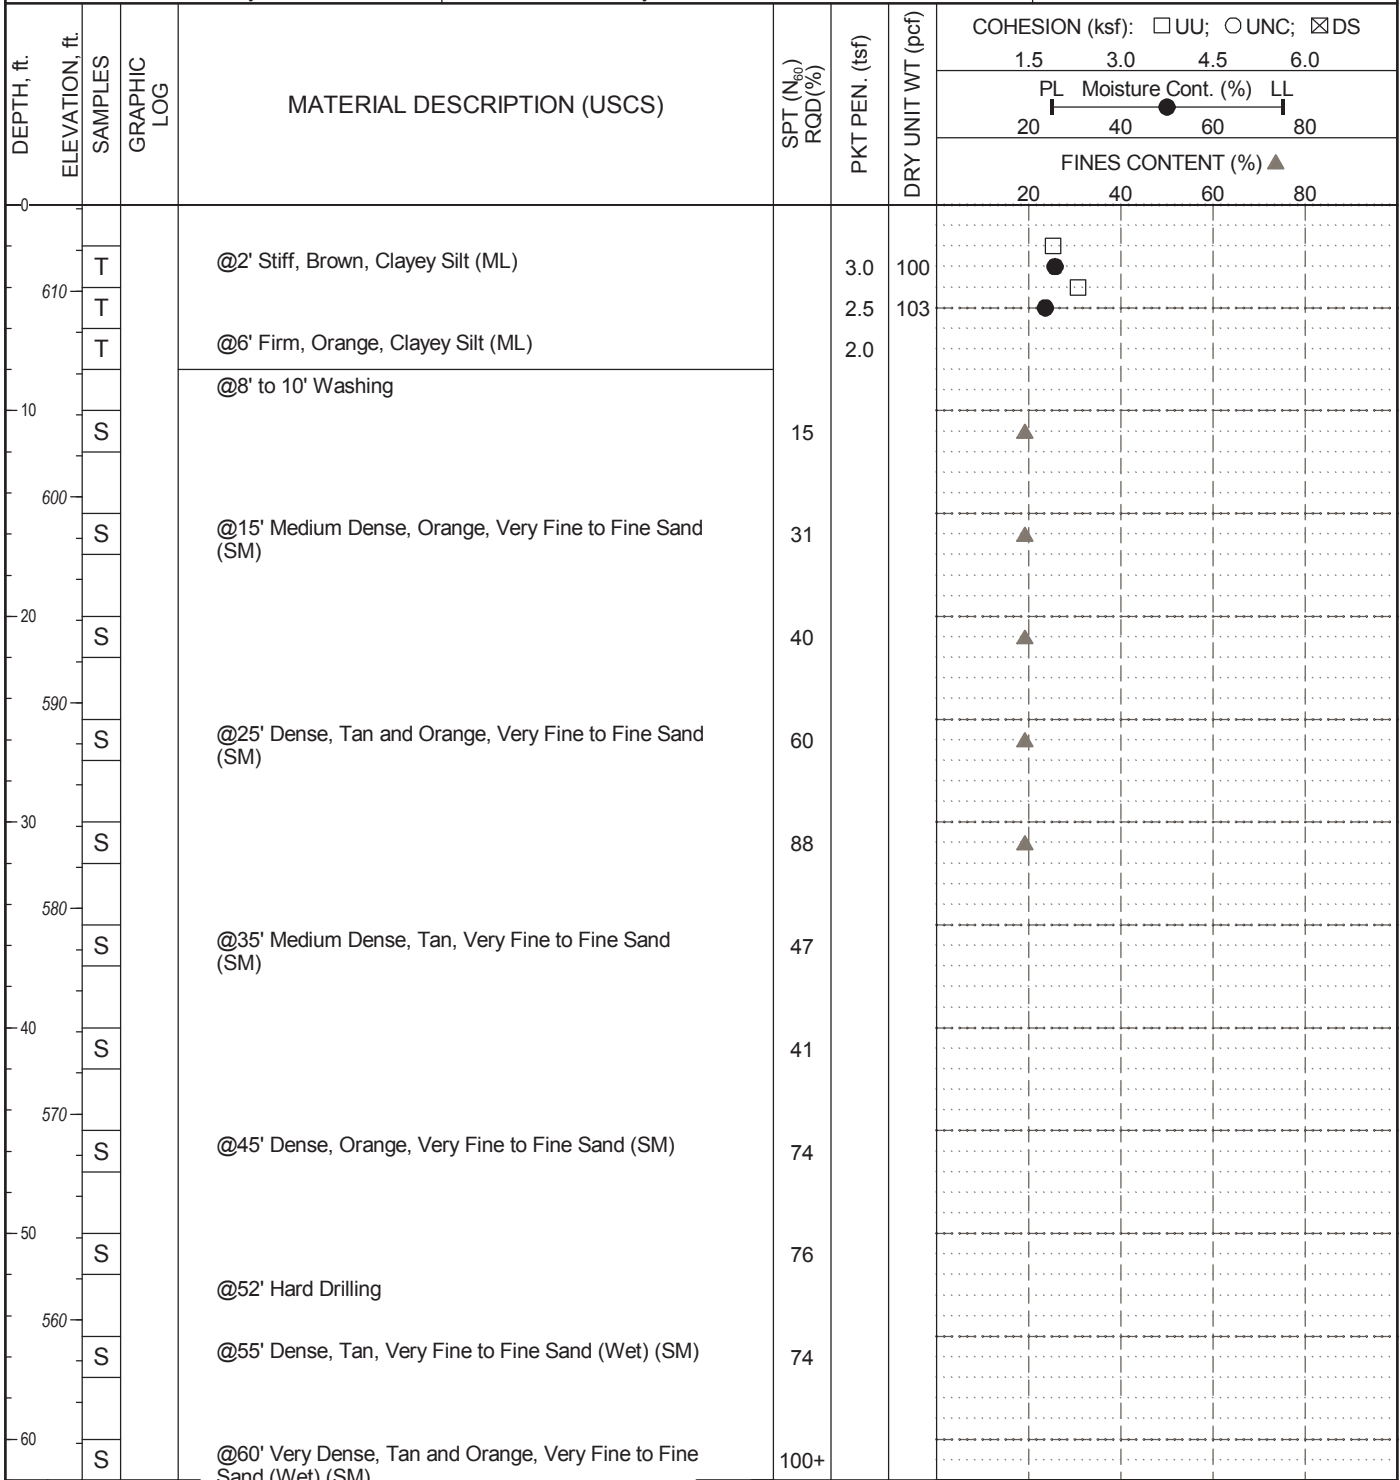 DEPTH, ft.
ELEVATION, ft.
SAMPLES
GRAPHIC
LOG
MATERIAL DESCRIPTION (USCS)
SPT (N60)
RQD(%)
PKT PEN. (tsf)
DRY UNIT WT (pcf)
COHESION (ksf): UU; UNC; DS
1.5 3.0 4.5 6.0
PL Moisture Cont. (%) LL
20 40 60 80
FINES CONTENT (%)
20 40 60 80
0
T @2' Stiff, Brown, Clayey Silt (ML) 3.0 100
610
T 2.5 103
T @6' Firm, Orange, Clayey Silt (ML) 2.0
@8' to 10' Washing
10
S 15
600
S @15' Medium Dense, Orange, Very Fine to Fine Sand 31
(SM)
20
S 40
590
S @25' Dense, Tan and Orange, Very Fine to Fine Sand 60
(SM)
30
S 88
580
S @35' Medium Dense, Tan, Very Fine to Fine Sand 47
(SM)
40
S 41
570
S @45' Dense, Orange, Very Fine to Fine Sand (SM) 74
50
S 76
@52' Hard Drilling
560
S @55' Dense, Tan, Very Fine to Fine Sand (Wet) (SM) 74
60
S @60' Very Dense, Tan and Orange, Very Fine to Fine 100+
Sand (Wet) (SM)